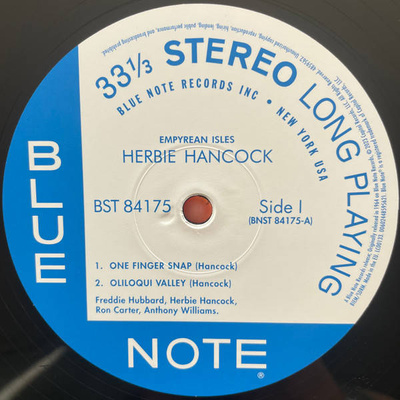 33 1/3 STEREO LONG PLAYING
BLUE NOTE RECORDS INC • NEW YORK USA
EMPYREAN ISLES
HERBIE HANCOCK
BST 84175
Side I
(BNST 84175-A)
1. ONE FINGER SNAP (Hancock)
2. OLILOQUI VALLEY (Hancock)
Freddie Hubbard, Herbie Hancock,
Ron Carter, Anthony Williams.
BLUE
NOTE®